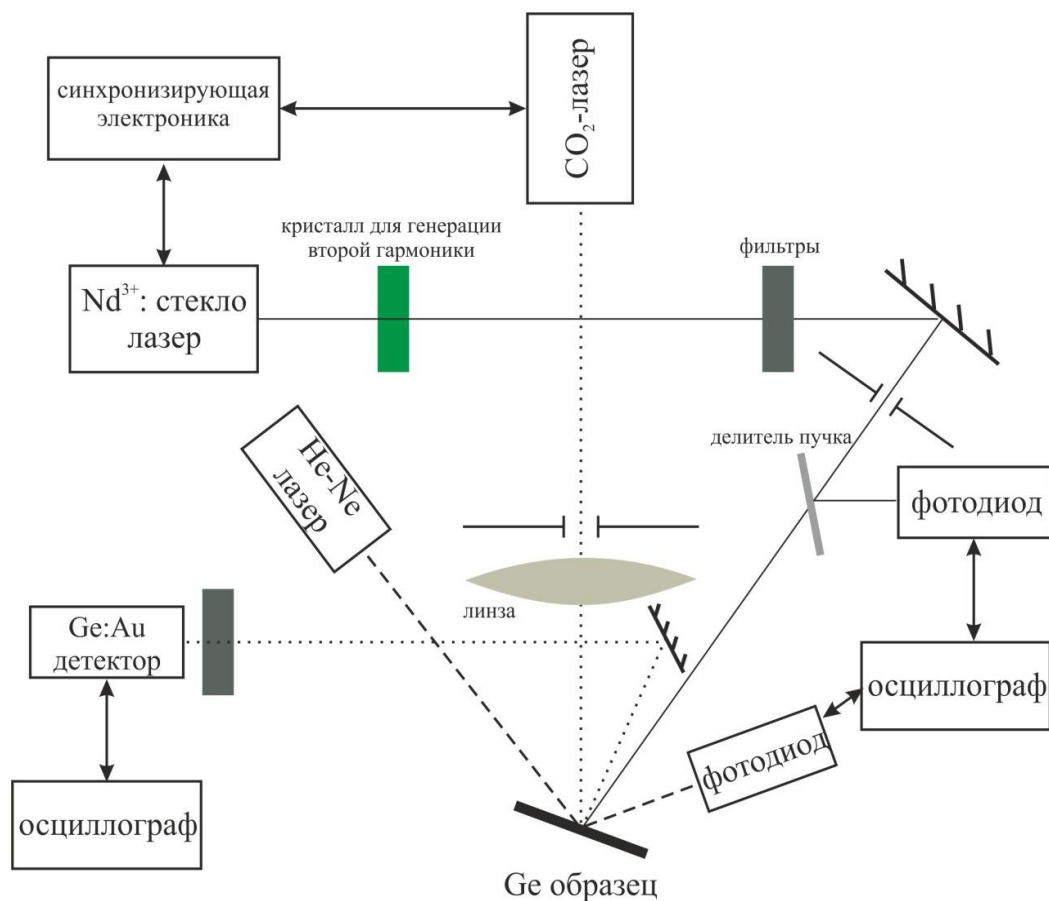 синхронизирующая
электроника
CO₂-лазер
кристалл для генерации
второй гармоники
фильтры
Nd³⁺: стекло
лазер
делитель пучка
He-Ne
лазер
фотодиод
линза
Ge:Au
детектор
осциллограф
фотодиод
осциллограф
Ge образец